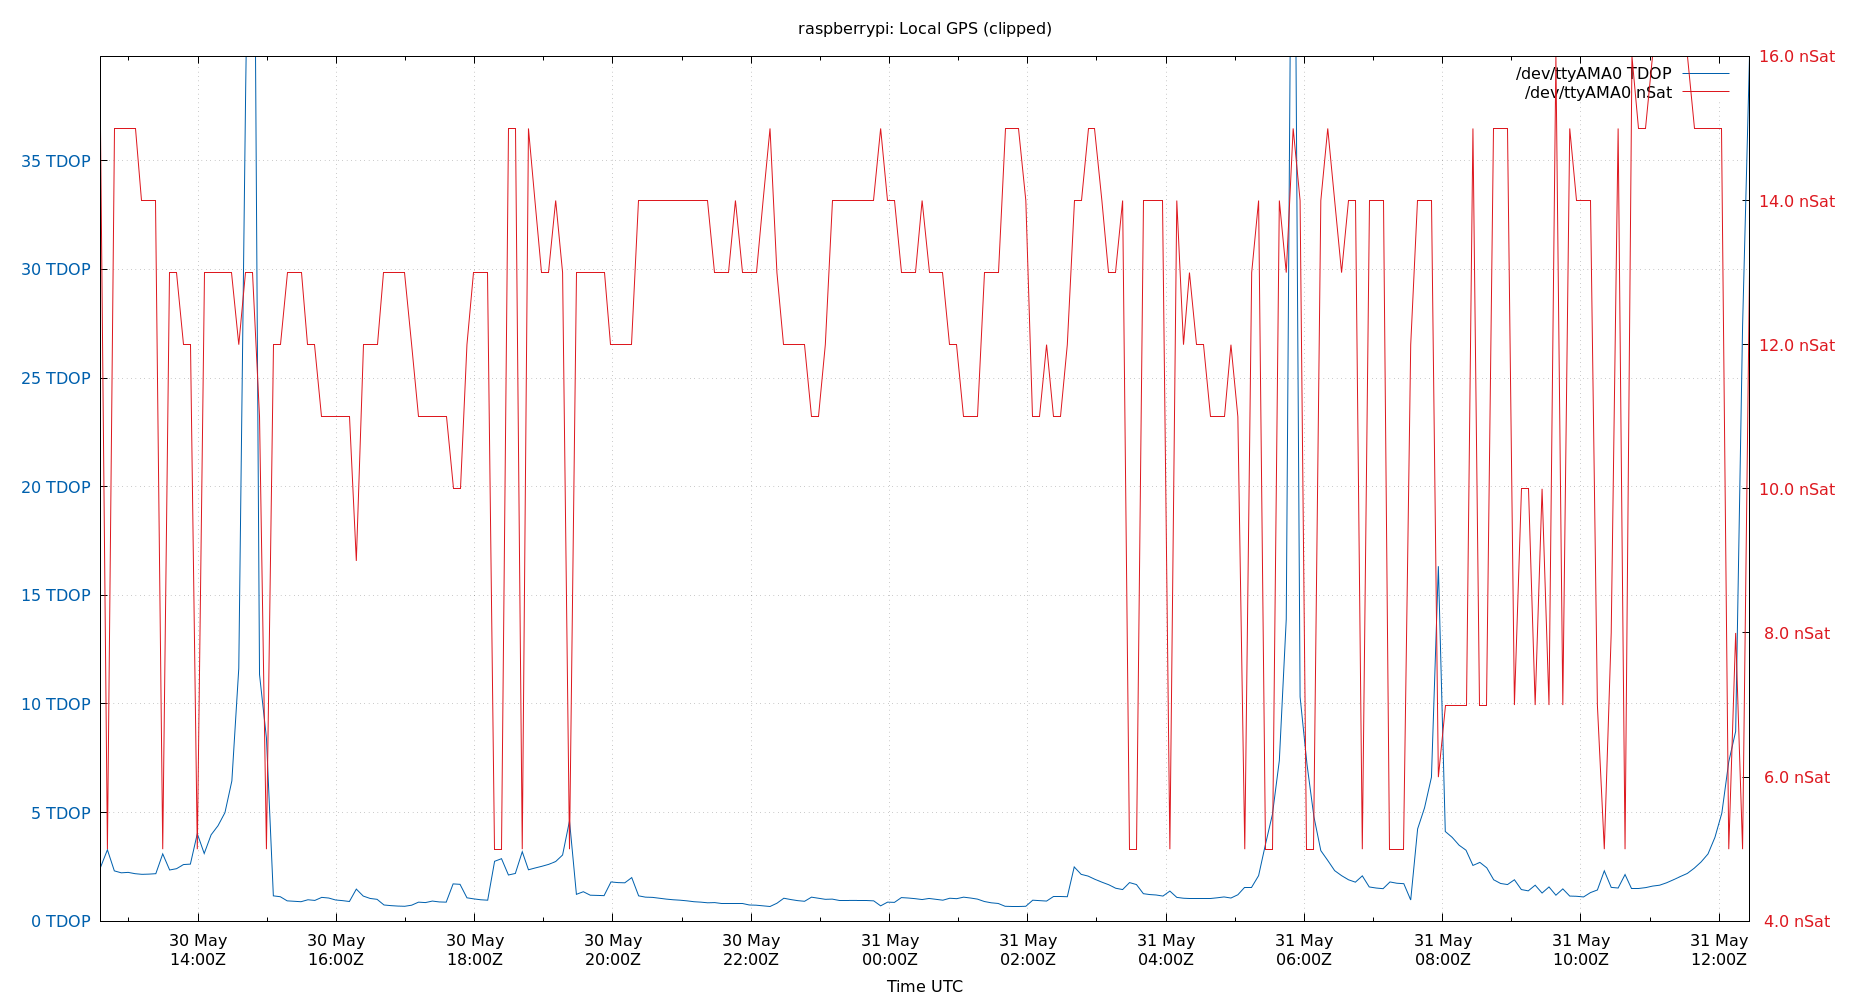 raspberrypi: Local GPS (clipped)
16.0 nSat
/dev/ttyAMA0 TDOP
/dev/ttyAMA0 nSat
35 TDOP
14.0 nSat
30 TDOP
12.0 nSat
25 TDOP
20 TDOP
10.0 nSat
15 TDOP
8.0 nSat
10 TDOP
6.0 nSat
5 TDOP
0 TDOP
4.0 nSat
30 May 30 May 30 May 30 May 30 May 31 May 31 May 31 May 31 May 31 May 31 May 31 May
14:00Z 16:00Z 18:00Z 20:00Z 22:00Z 00:00Z 02:00Z 04:00Z 06:00Z 08:00Z 10:00Z 12:00Z
Time UTC